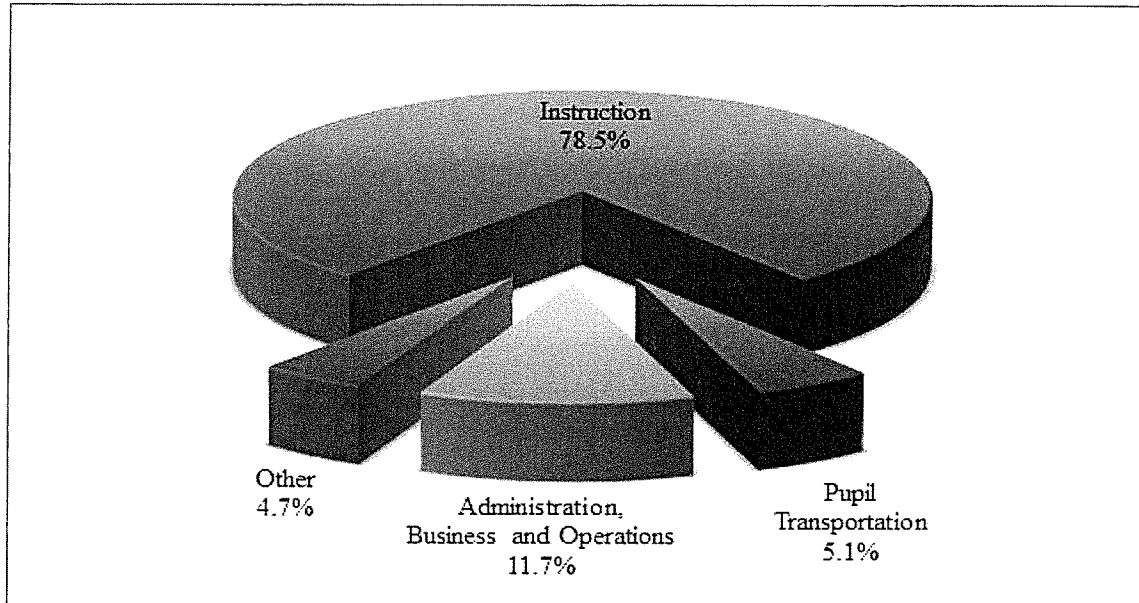 Instruction
78.5%
Other
4.7%
Administration,
Business and Operations
11.7%
Pupil
Transportation
5.1%